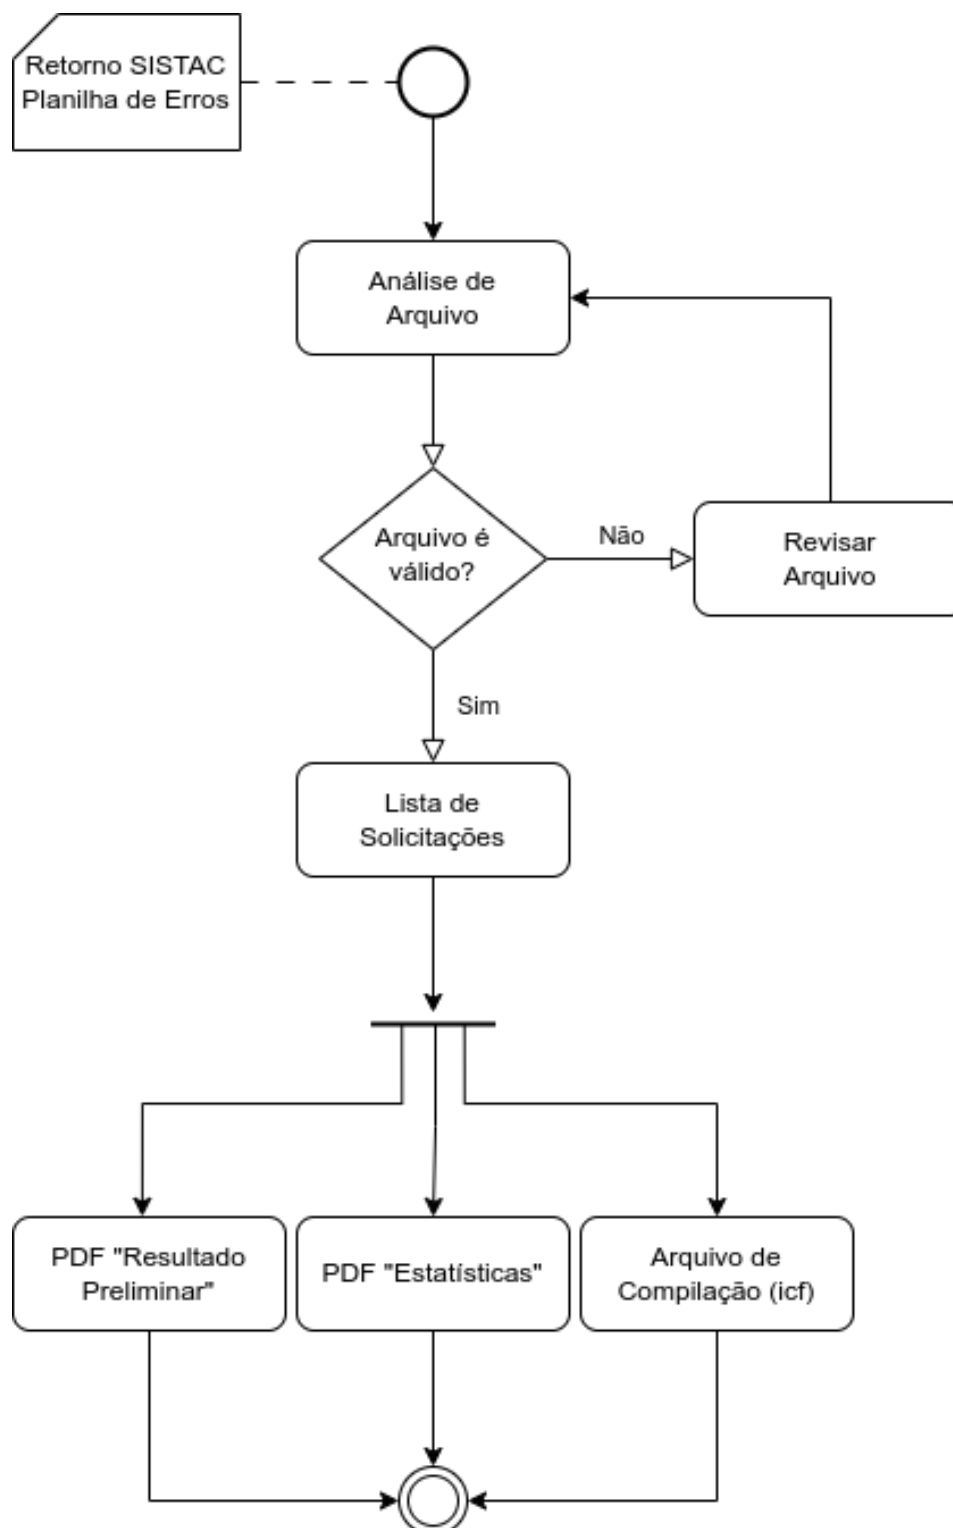 Retorno SISTAC
Planilha de Erros
Análise de
Arquivo
Arquivo é
válido?
Não
Revisar
Arquivo
Sim
Lista de
Solicitações
PDF "Resultado
Preliminar"
PDF "Estatísticas"
Arquivo de
Compilação (icf)